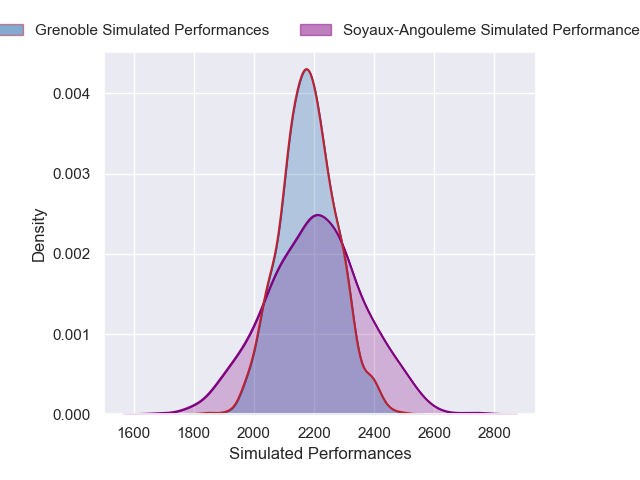 Grenoble Simulated Performances
Soyaux-Angouleme Simulated Performance
0.004
0.003
0.002
0.001
0.000
Density
1600 1800 2000 2200 2400 2600 2800
Simulated Performances